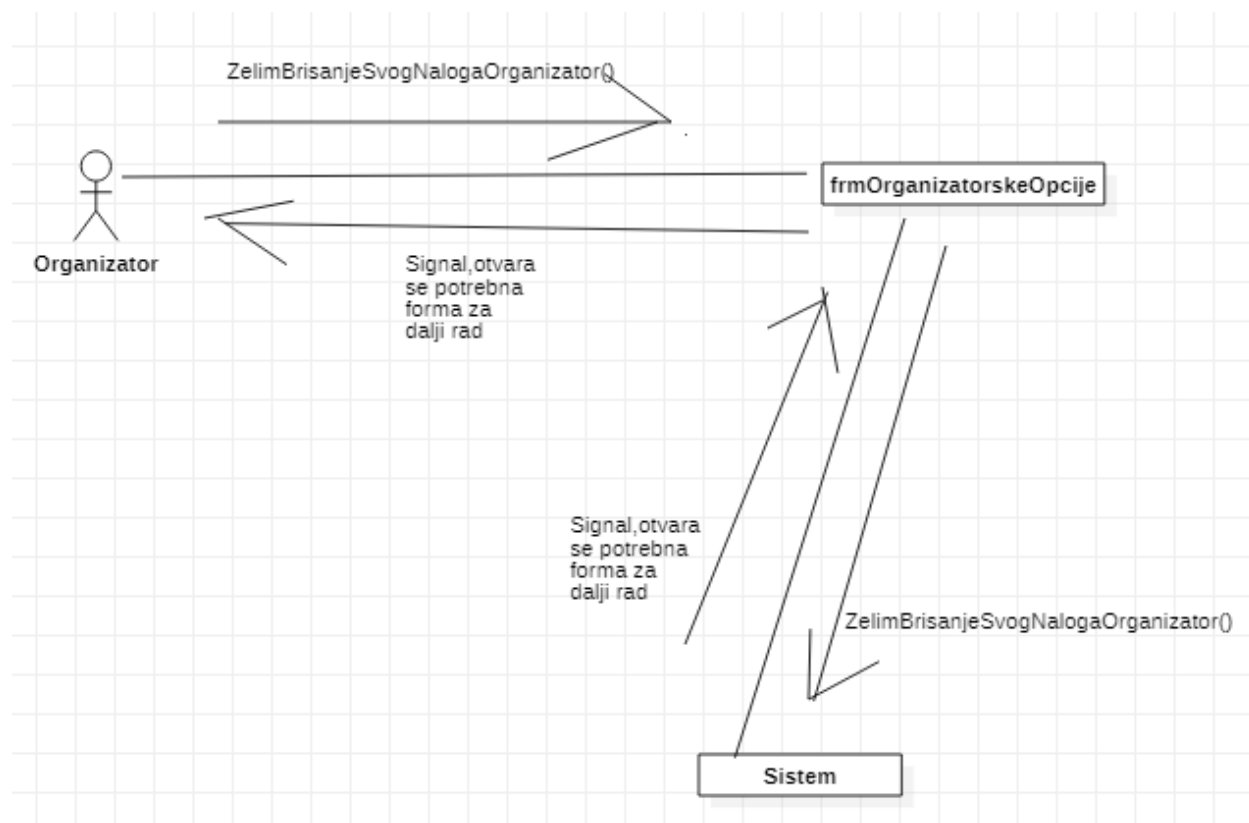 ZelimBrisanjeSvogNalogaOrganizator()
frmOrganizatorskeOpcije
Organizator
Signal,otvara
se potrebna
forma za
dalji rad
Signal,otvara
se potrebna
forma za
dalji rad
ZelimBrisanjeSvogNalogaOrganizator()
Sistem